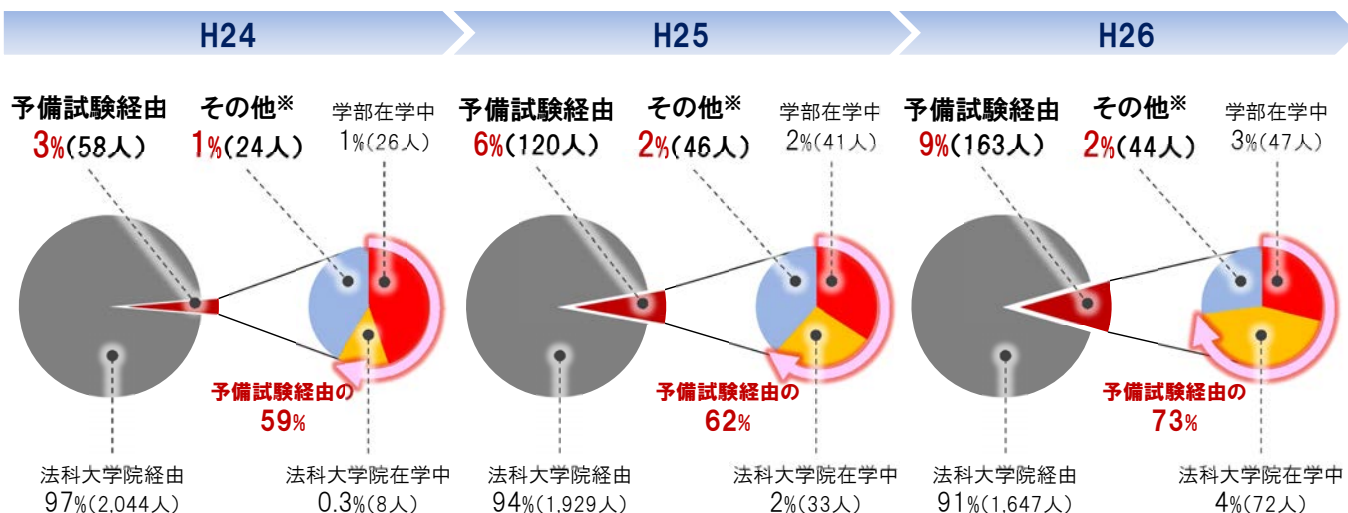 H24
H25
H26
予備試験経由
3%(58人)
その他※
1%(24人)
学部在学中
1%(26人)
予備試験経由
6%(120人)
その他※
2%(46人)
学部在学中
2%(41人)
予備試験経由
9%(163人)
その他※
2%(44人)
学部在学中
3%(47人)
予備試験経由の
59%
予備試験経由の
62%
予備試験経由の
73%
法科大学院経由
97%(2,044人)
法科大学院在学中
0.3%(8人)
法科大学院経由
94%(1,929人)
法科大学院在学中
2%(33人)
法科大学院経由
91%(1,647人)
法科大学院在学中
4%(72人)